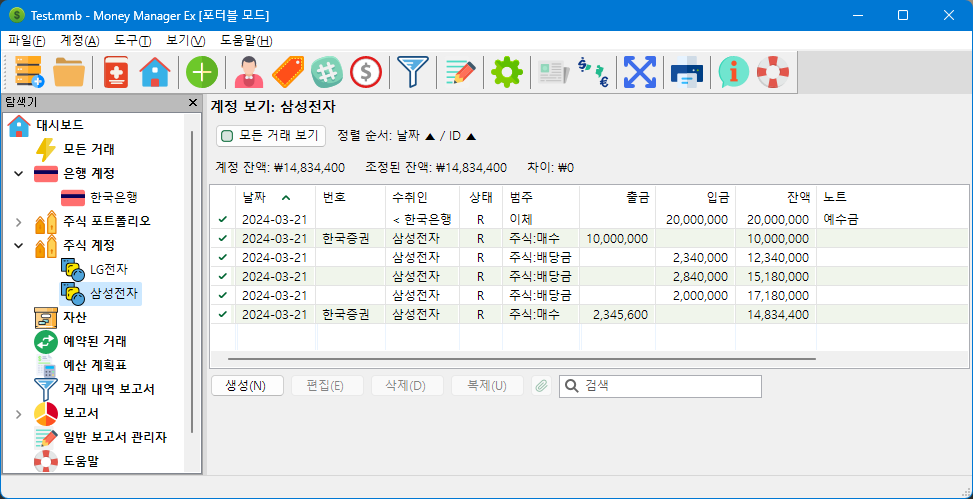 Test.mmb - Money Manager Ex [포터블 모드]
파일(F) 계정(A) 도구(T) 보기(V) 도움말(H)
탐색기
대시보드
모든 거래
은행 계정
한국은행
주식 포트폴리오
주식 계정
LG전자
삼성전자
자산
예약된 거래
예산 계획표
거래 내역 보고서
보고서
일반 보고서 관리자
도움말
계정 보기: 삼성전자
모든 거래 보기 정렬 순서: 날짜 ▲ / ID ▲
계정 잔액: ₩14,834,400 조정된 잔액: ₩14,834,400 차이: ₩0
날짜 번호 수취인 상태 범주 출금 입금 잔액 노트
2024-03-21 < 한국은행 R 이체 20,000,000 20,000,000 예수금
2024-03-21 한국증권 삼성전자 R 주식:매수 10,000,000 10,000,000
2024-03-21 삼성전자 R 주식:배당금 2,340,000 12,340,000
2024-03-21 삼성전자 R 주식:배당금 2,840,000 15,180,000
2024-03-21 삼성전자 R 주식:배당금 2,000,000 17,180,000
2024-03-21 한국증권 삼성전자 R 주식:매수 2,345,600 14,834,400
생성(N) 편집(E) 삭제(D) 복제(U) 검색